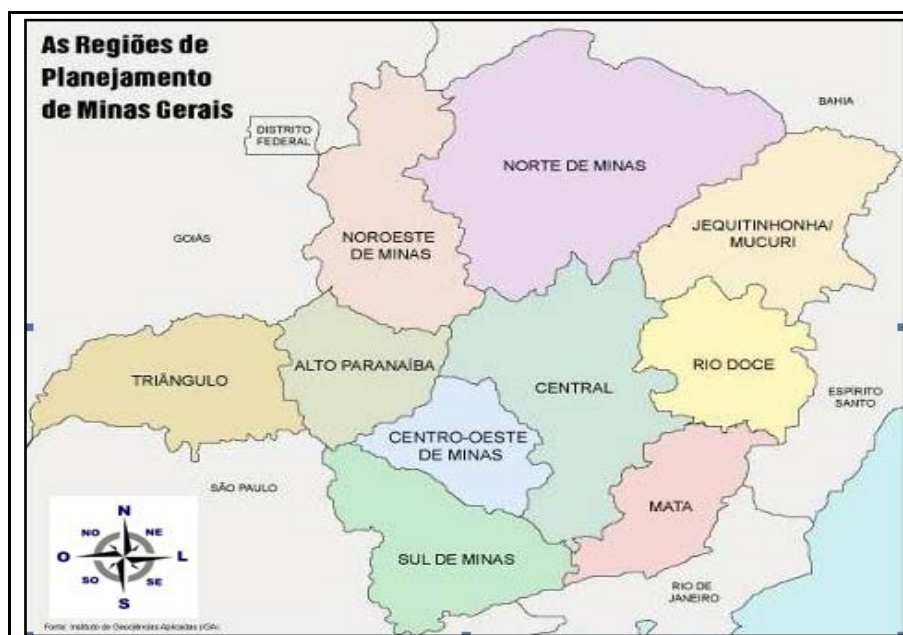 As Regiões de
Planejamento
de Minas Gerais
DISTRITO
FEDERAL
BAHIA
NORTE DE MINAS
JEQUITINHONHA/
MUCURI
GOIÁS
NOROESTE
DE MINAS
TRIÂNGULO
ALTO PARANAÍBA
CENTRAL
RIO DOCE
ESPÍRITO
SANTO
CENTRO-OESTE
DE MINAS
SÃO PAULO
MATA
SUL DE MINAS
RIO DE
JANEIRO
N
NO
NE
O
L
SO
SE
S
Fonte: Instituto de Geociências Aplicadas (IGA)